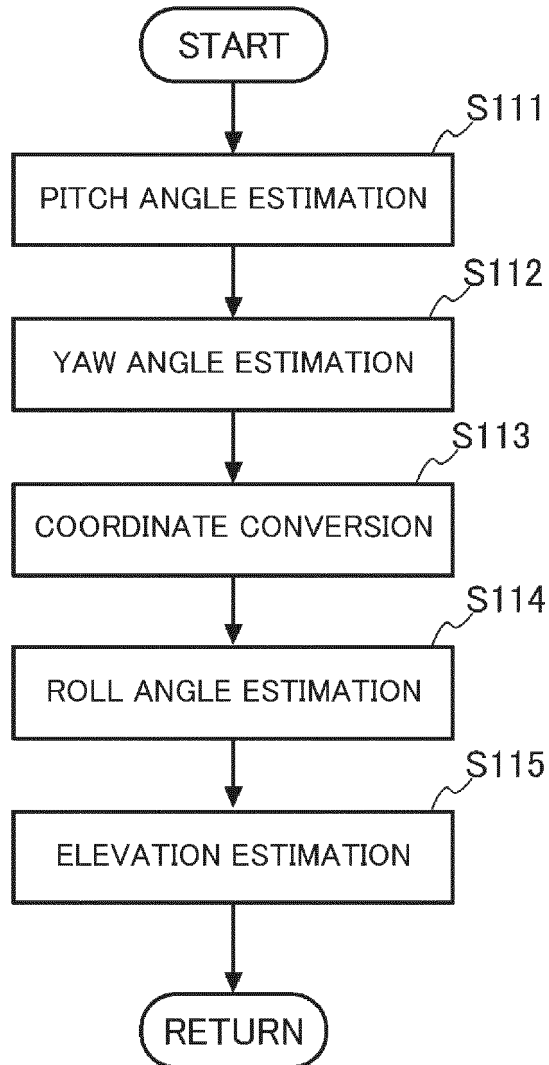 START
S111
PITCH ANGLE ESTIMATION
S112
YAW ANGLE ESTIMATION
S113
COORDINATE CONVERSION
S114
ROLL ANGLE ESTIMATION
S115
ELEVATION ESTIMATION
RETURN